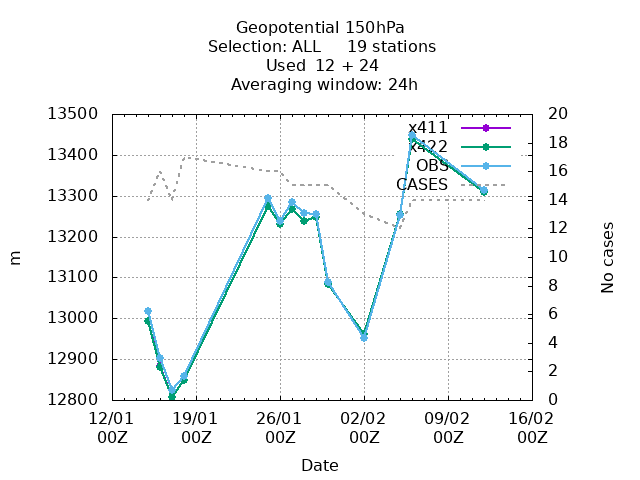 Geopotential 150hPa
Selection: ALL 19 stations
Used 12 + 24
Averaging window: 24h
x411
x422
OBS
CASES
13500
13400
13300
13200
13100
13000
12900
12800
m
20
18
16
14
12
10
8
6
4
2
0
No cases
12/01 19/01 26/01 02/02 09/02 16/02
00Z 00Z 00Z 00Z 00Z 00Z
Date